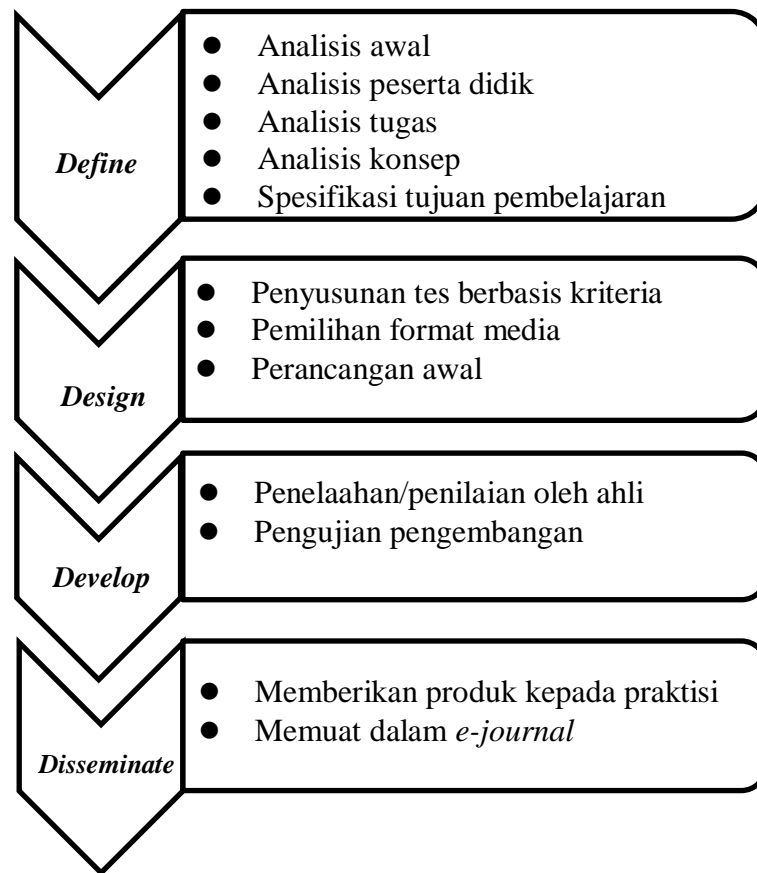 Define
● Analisis awal
● Analisis peserta didik
● Analisis tugas
● Analisis konsep
● Spesifikasi tujuan pembelajaran
Design
● Penyusunan tes berbasis kriteria
● Pemilihan format media
● Perancangan awal
Develop
● Penelaahan/penilaian oleh ahli
● Pengujian pengembangan
Disseminate
● Memberikan produk kepada praktisi
● Memuat dalam e-journal